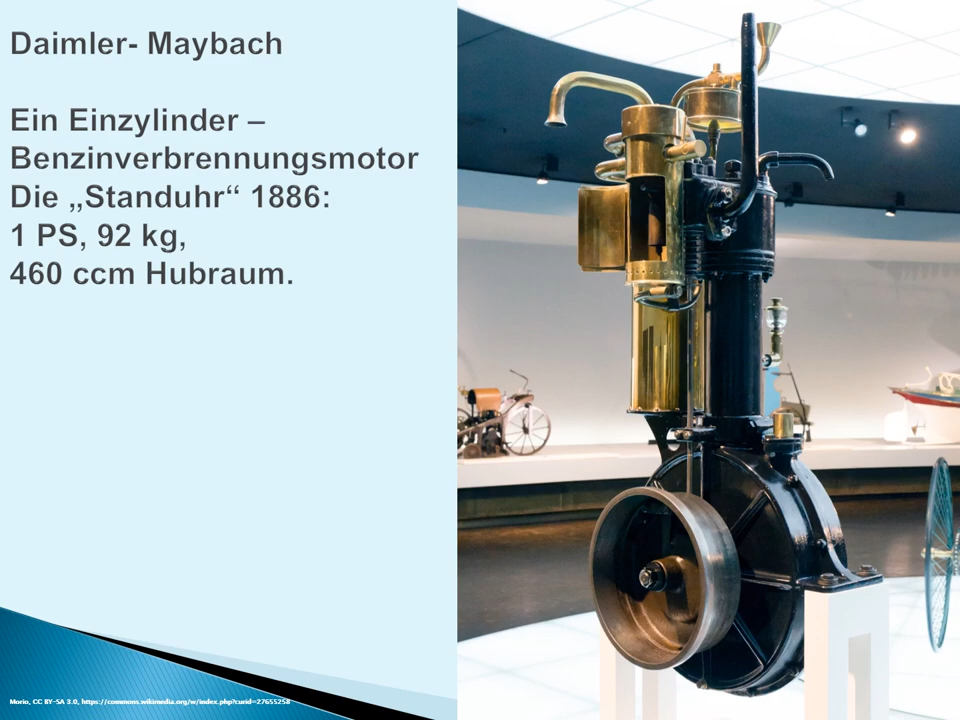 Daimler- Maybach
Ein Einzylinder –
Benzinverbrennungsmotor
Die „Standuhr“ 1886:
1 PS, 92 kg,
460 ccm Hubraum.
Morio, CC BY-SA 3.0, https://commons.wikimedia.org/w/index.php?curid=27655258